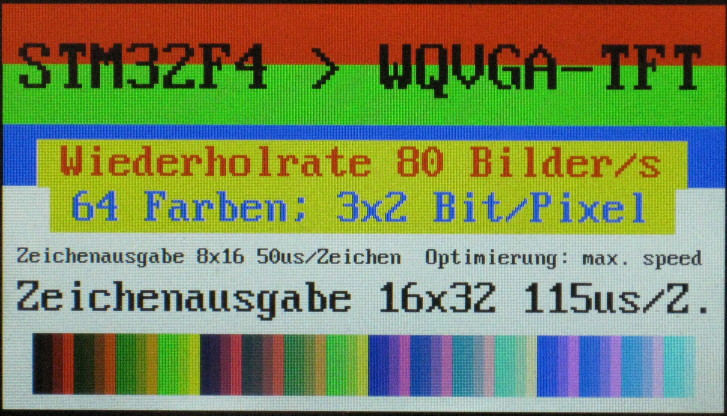 STM32F4 > WQVGA-TFT
Wiederholrate 80 Bilder/s
64 Farben; 3x2 Bit/Pixel
Zeichenausgabe 8x16 50us/Zeichen Optimierung: max. speed
Zeichenausgabe 16x32 115us/Z.